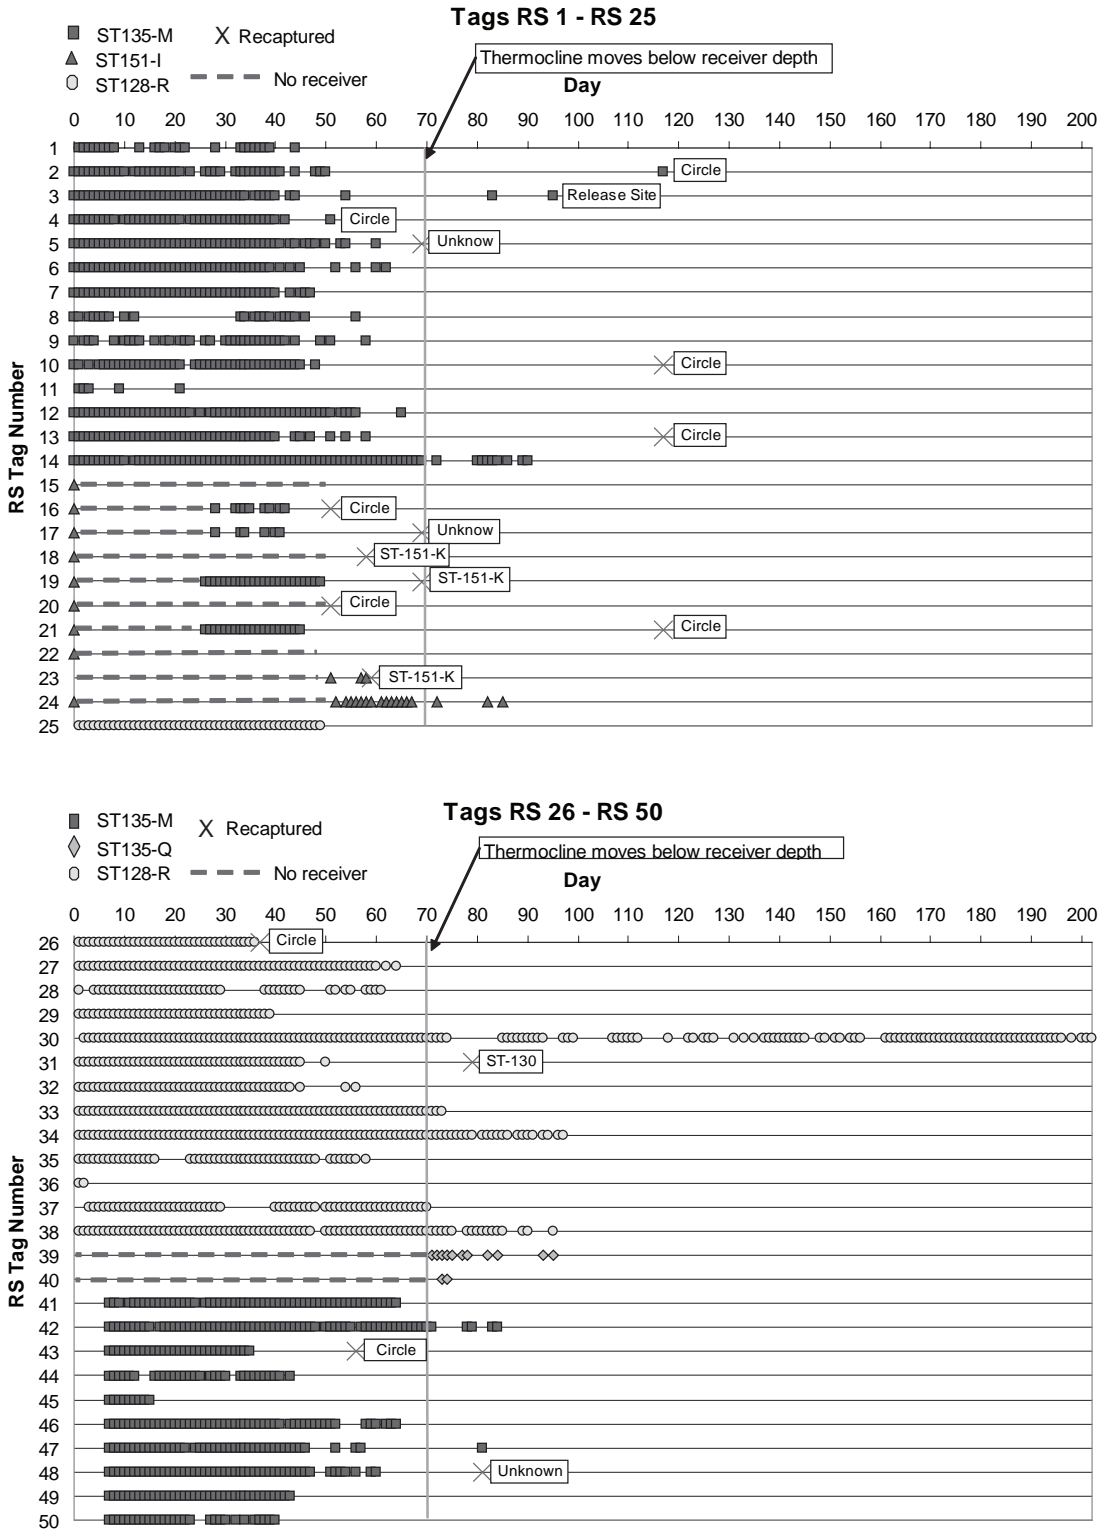 Tags RS 1 - RS 25
ST135-M
X Recaptured
ST151-I
ST128-R
No receiver
Thermocline moves below receiver depth
Day
0 10 20 30 40 50 60 70 80 90 100 110 120 130 140 150 160 170 180 190 200
RS Tag Number
1
2 Circle
3 Release Site
4 Circle
5 Unknow
6
7
8
9
10 Circle
11
12
13 Circle
14
15
16 Circle
17 Unknow
18 ST-151-K
19 ST-151-K
20 Circle
21 Circle
22
23 ST-151-K
24
25
Tags RS 26 - RS 50
ST135-M
X Recaptured
ST135-Q
ST128-R
No receiver
Thermocline moves below receiver depth
Day
0 10 20 30 40 50 60 70 80 90 100 110 120 130 140 150 160 170 180 190 200
RS Tag Number
26 Circle
27
28
29
30
31 ST-130
32
33
34
35
36
37
38
39
40
41
42
43 Circle
44
45
46
47
48 Unknown
49
50